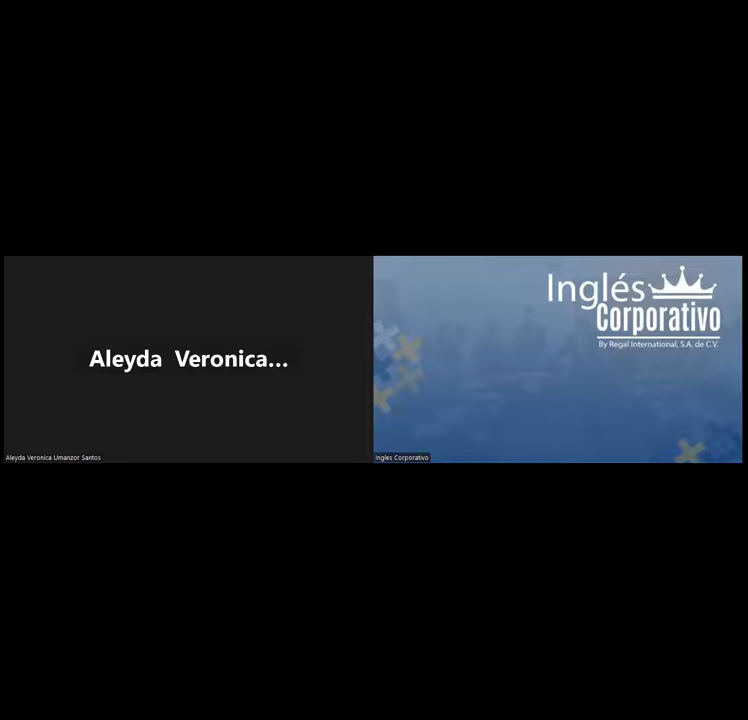 Aleyda Veronica...
Aleyda Veronica Umanzor Santos
Inglés
Corporativo
By Regal International, S.A. de C.V.
Ingles Corporativo